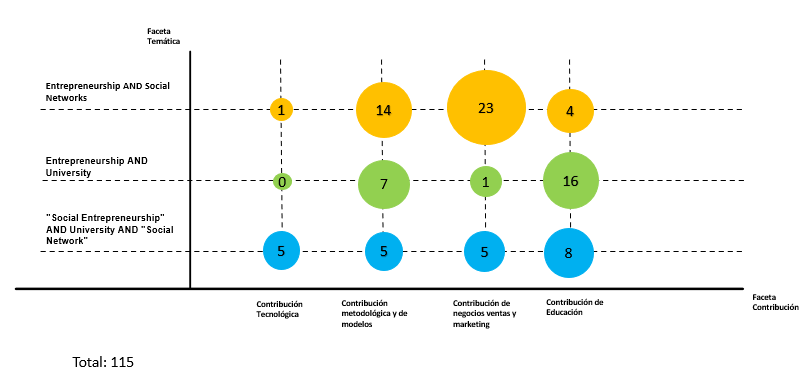 Faceta
Temática
Entrepreneurship AND Social
Networks
1
14
23
4
Entrepreneurship AND
University
0
7
1
16
"Social Entrepreneurship"
AND University AND "Social
Network"
5
5
5
8
Contribución
Tecnológica
Contribución
metodológica y de
modelos
Contribución de
negocios ventas y
marketing
Contribución de
Educación
Faceta
Contribución
Total: 115